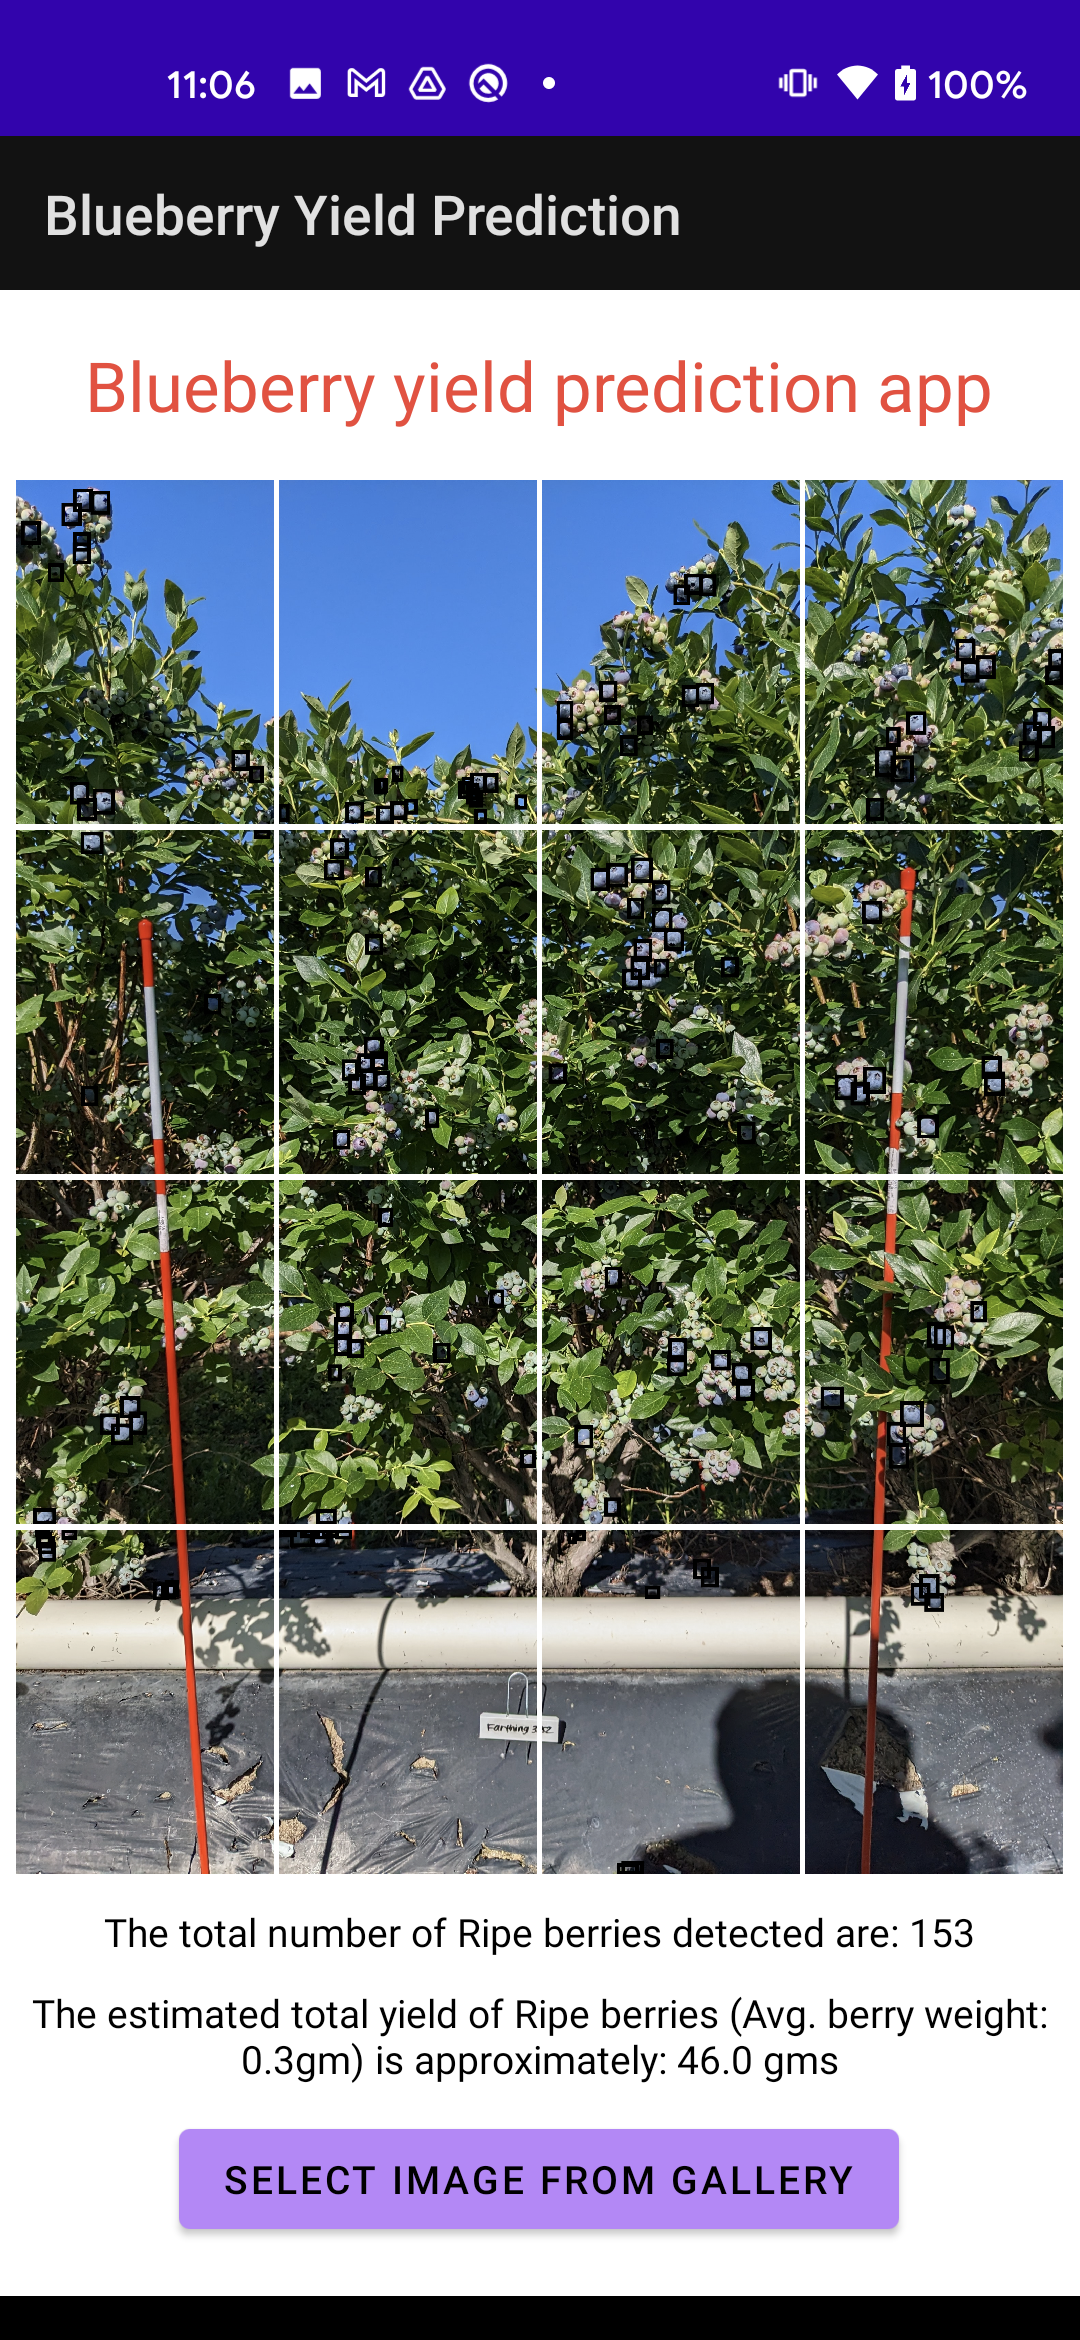 11:06
100%
Blueberry Yield Prediction
Blueberry yield prediction app
Farthing
The total number of Ripe berries detected are: 153
The estimated total yield of Ripe berries (Avg. berry weight:
0.3gm) is approximately: 46.0 gms
SELECT IMAGE FROM GALLERY